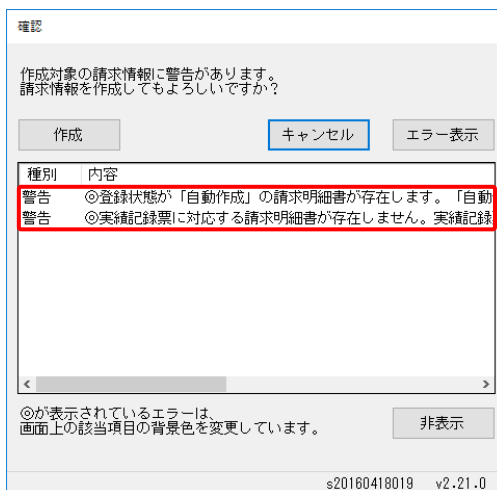 確認
作成対象の請求情報に警告があります。
請求情報を作成してもよろしいですか？
作成 キャンセル エラー表示
種別 内容
警告 ◎登録状態が「自動作成」の請求明細書が存在します。「自動
警告 ◎実績記録票に対応する請求明細書が存在しません。実績記録
◎が表示されているエラーは、
画面上の該当項目の背景色を変更しています。
非表示
s20160418019 v2.21.0